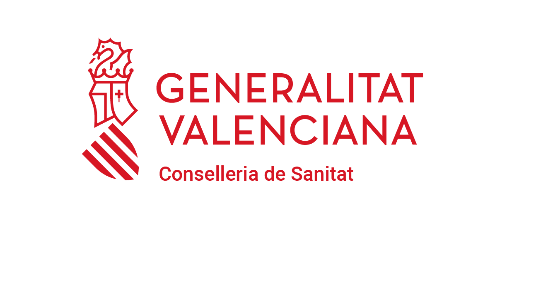 GENERALITAT
VALENCIANA
Conselleria de Sanitat